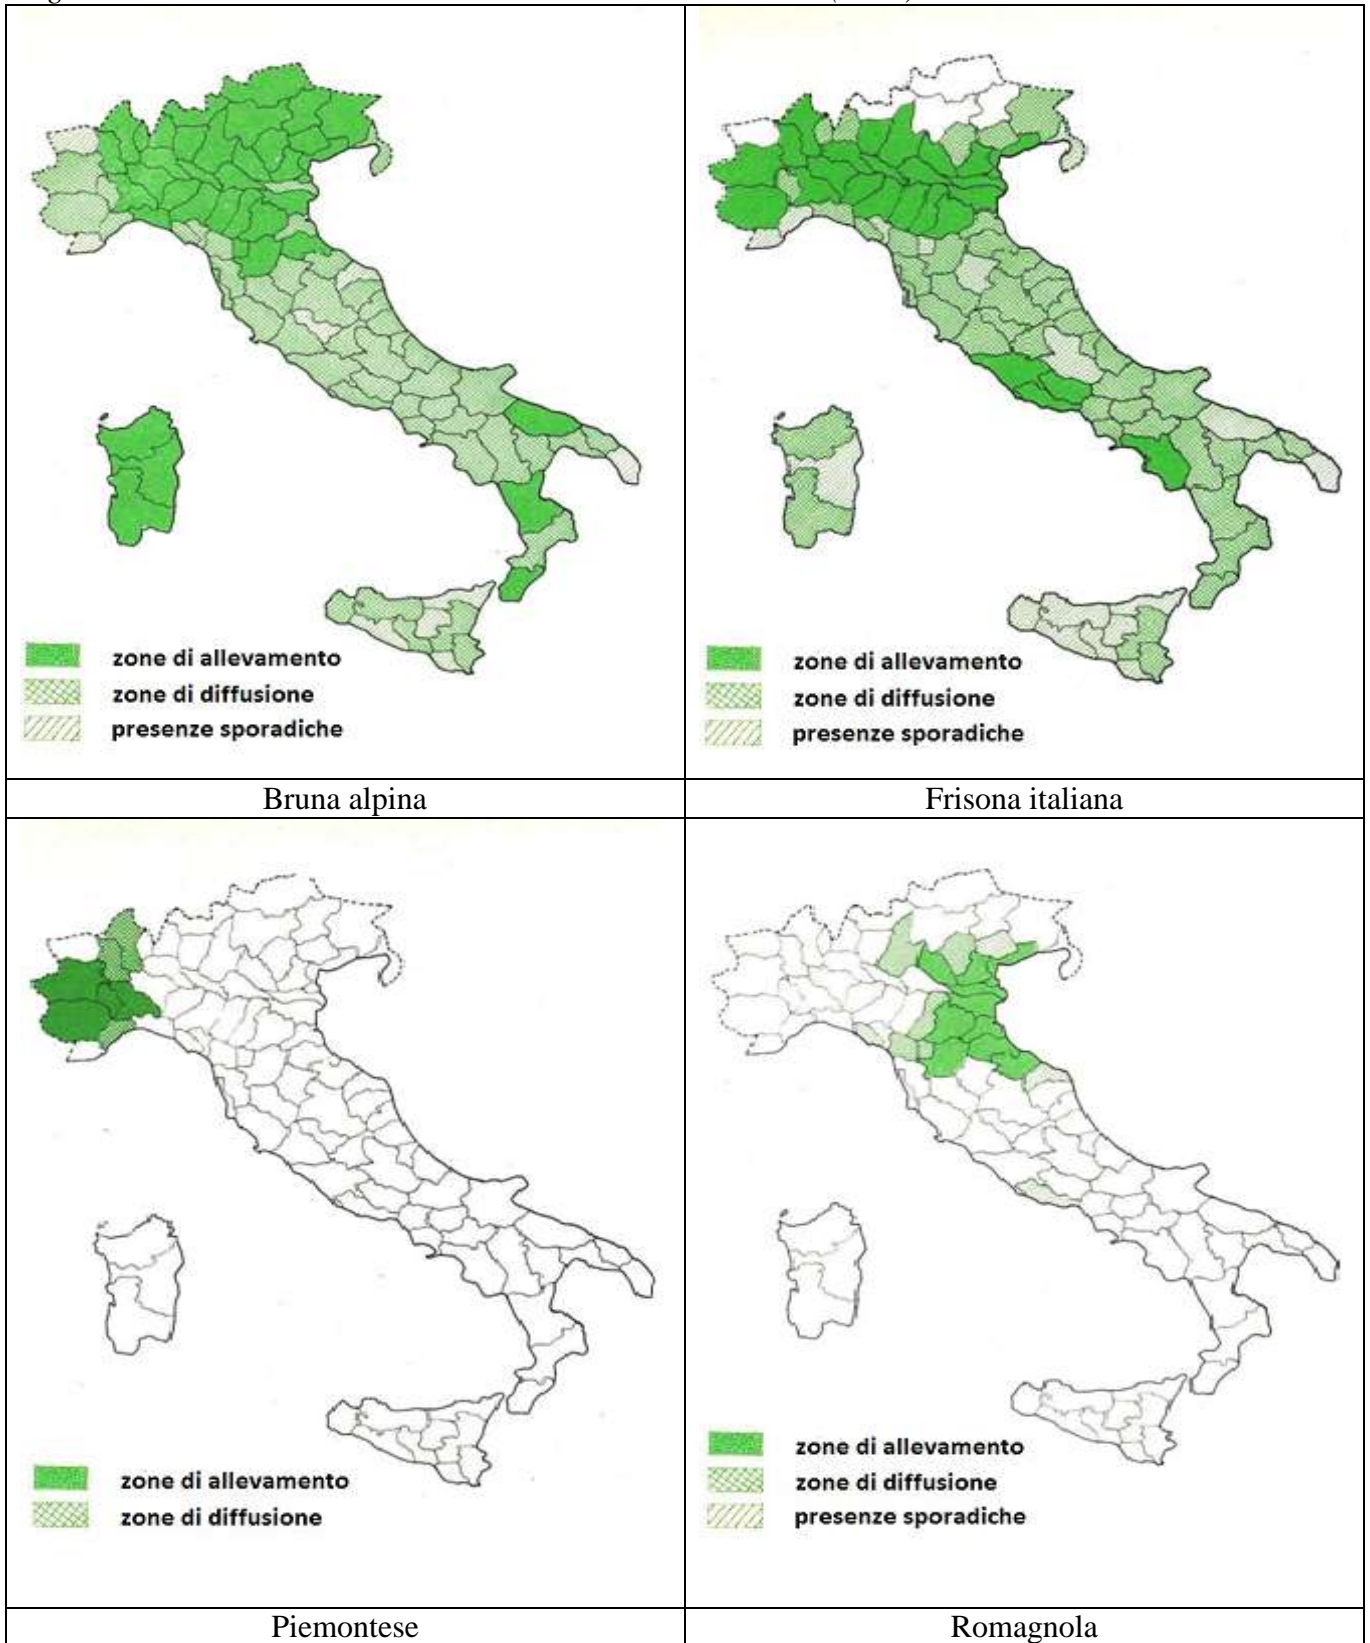 zone di allevamento
zone di diffusione
presenze sporadiche
zone di allevamento
zone di diffusione
presenze sporadiche
Bruna alpina
Frisona italiana
zone di allevamento
zone di diffusione
zone di allevamento
zone di diffusione
presenze sporadiche
Piemontese
Romagnola